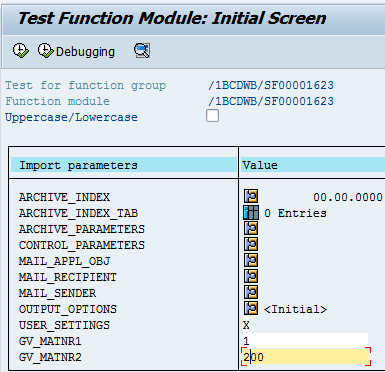 Test Function Module: Initial Screen
Debugging
Test for function group /1BCDWB/SF00001623
Function module /1BCDWB/SF00001623
Uppercase/Lowercase
Import parameters Value
ARCHIVE_INDEX 00.00.0000
ARCHIVE_INDEX_TAB 0 Entries
ARCHIVE_PARAMETERS
CONTROL_PARAMETERS
MAIL_APPL_OBJ
MAIL_RECIPIENT
MAIL_SENDER
OUTPUT_OPTIONS <Initial>
USER_SETTINGS X
GV_MATNR1 1
GV_MATNR2 200